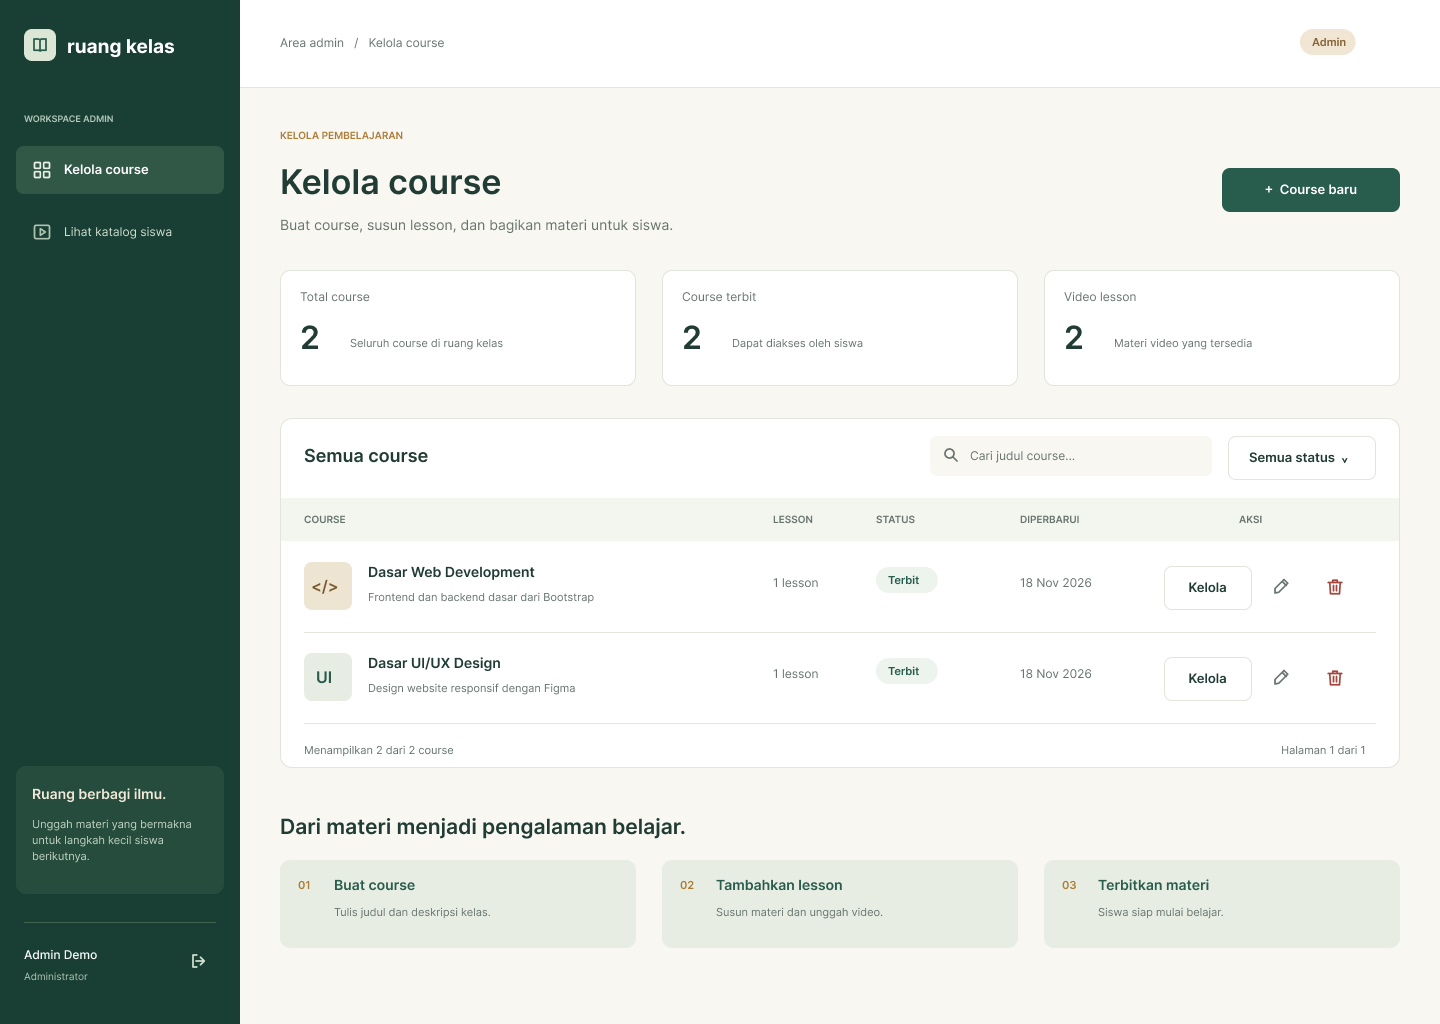 ruang kelas
WORKSPACE ADMIN
Kelola course
Lihat katalog siswa
Ruang berbagi ilmu.
Unggah materi yang bermakna
untuk langkah kecil siswa
berikutnya.
Admin Demo
Administrator
Area admin / Kelola course
Admin
KELOLA PEMBELAJARAN
Kelola course
Buat course, susun lesson, dan bagikan materi untuk siswa.
+ Course baru
Total course
2 Seluruh course di ruang kelas
Course terbit
2 Dapat diakses oleh siswa
Video lesson
2 Materi video yang tersedia
Semua course
Cari judul course...
Semua status
COURSE LESSON STATUS DIPERBARUI AKSI
</> Dasar Web Development
Frontend dan backend dasar dari Bootstrap
1 lesson Terbit 18 Nov 2026 Kelola
UI Dasar UI/UX Design
Design website responsif dengan Figma
1 lesson Terbit 18 Nov 2026 Kelola
Menampilkan 2 dari 2 course
Halaman 1 dari 1
Dari materi menjadi pengalaman belajar.
01 Buat course
Tulis judul dan deskripsi kelas.
02 Tambahkan lesson
Susun materi dan unggah video.
03 Terbitkan materi
Siswa siap mulai belajar.